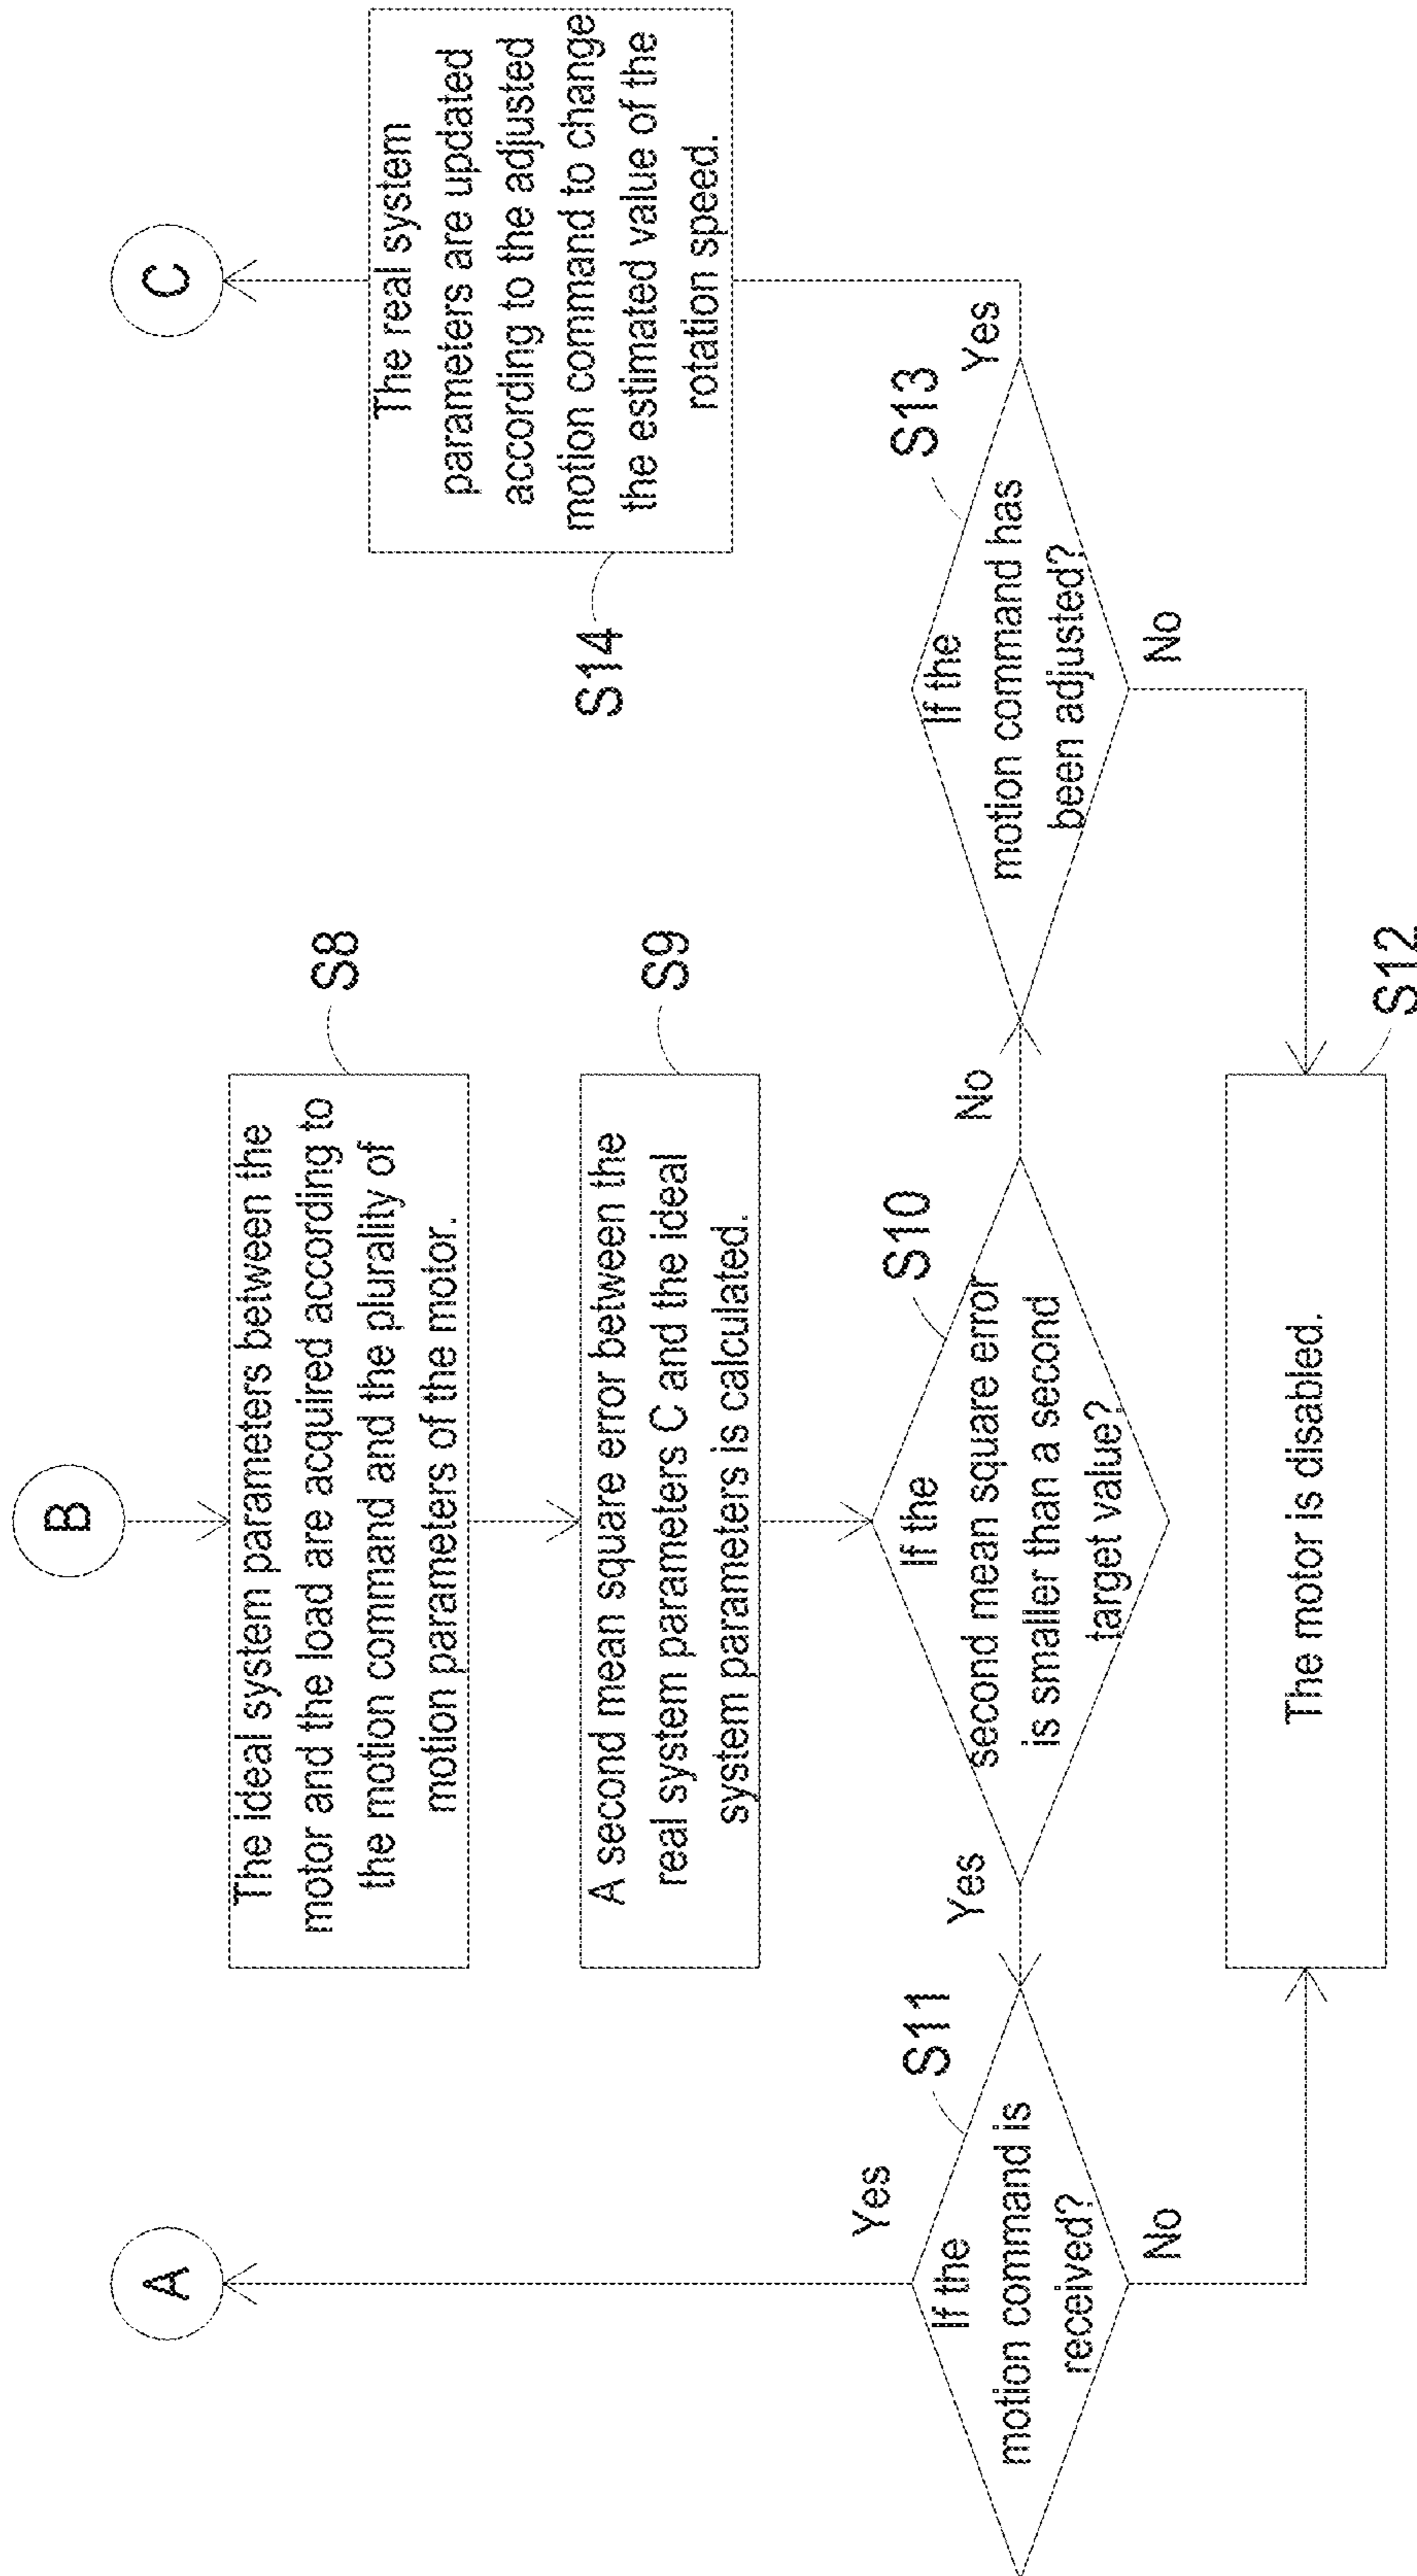 A
B
C
The ideal system parameters between the
motor and the load are acquired according to
the motion command and the plurality of
motion parameters of the motor.
S8
A second mean square error between the
real system parameters C and the ideal
system parameters is calculated.
S9
The real system
parameters are updated
according to the adjusted
motion command to change
the estimated value of the
rotation speed.
S14
If the
second mean square error
is smaller than a second
target value?
S10
Yes
No
If the
motion command is
received?
S11
Yes
No
If the
motion command has
been adjusted?
S13
Yes
No
The motor is disabled.
S12